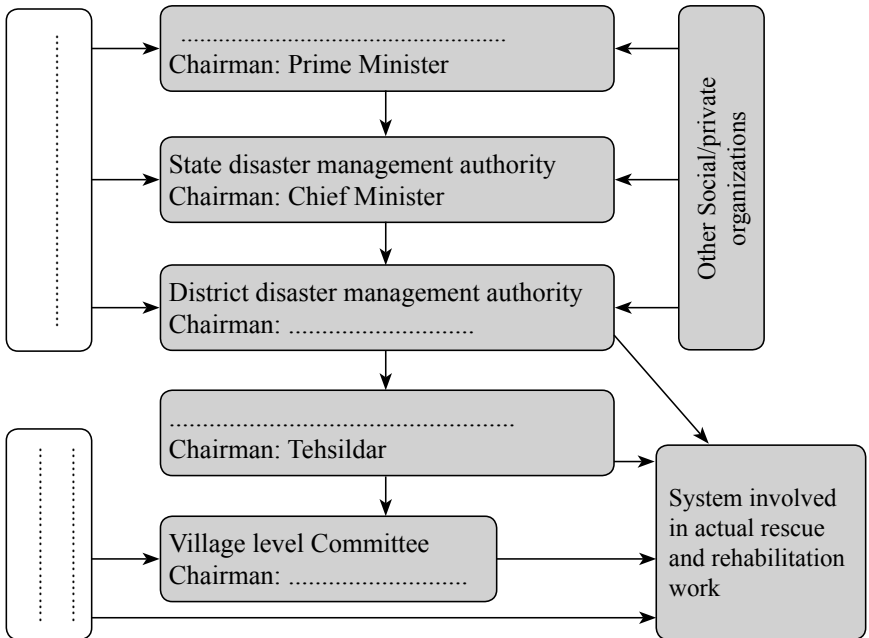 ....................................................
Chairman: Prime Minister
State disaster management authority
Chairman: Chief Minister
Other Social/private
organizations
District disaster management authority
Chairman: ..............................
........................................................
Chairman: Tehsildar
Village level Committee
Chairman: .............................
System involved
in actual rescue
and rehabilitation
work